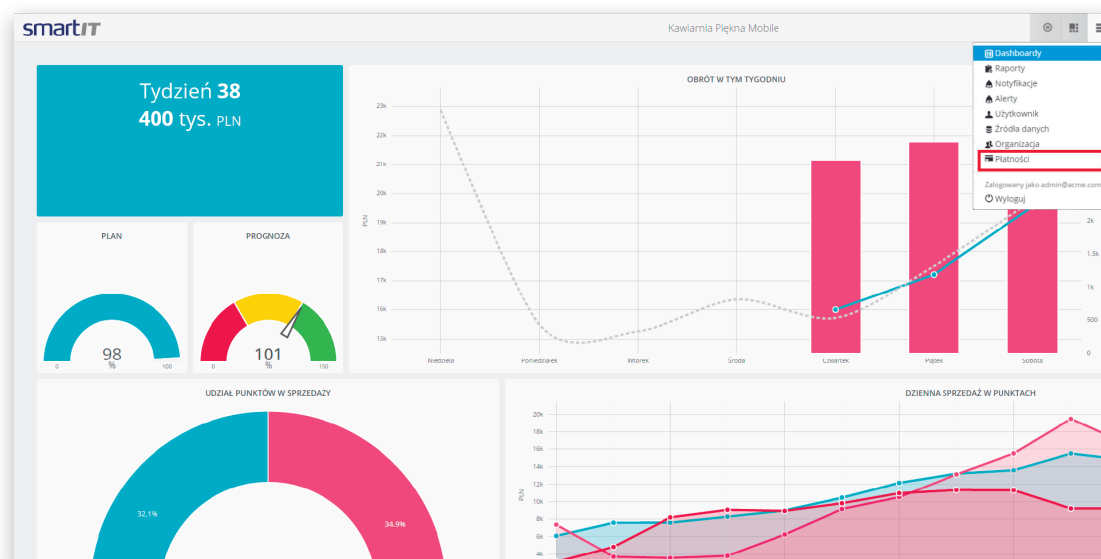 smartIT
Kawiarnia Piękna Mobile
Dashboardy
Raporty
Notyfikacje
Alerty
Użytkownik
Źródła danych
Organizacja
Płatności
Zalogowany jako admin@acme.com
Wyloguj
Tydzień 38
400 tys. PLN
PLAN
98
%
0
100
PROGNOZA
101
%
0
150
OBRÓT W TYM TYGODNIU
23k
22k
21k
PLN
19k
18k
17k
16k
15k
2k
1.5k
1k
500
0
Niedziela
Poniedziałek
Wtorek
Środa
Czwartek
Piątek
Sobota
UDZIAŁ PUNKTÓW W SPRZEDAŻY
32.1%
34.9%
DZIENNA SPRZEDAŻ W PUNKTACH
20k
18k
16k
14k
12k
PLN
10k
8k
6k
4k